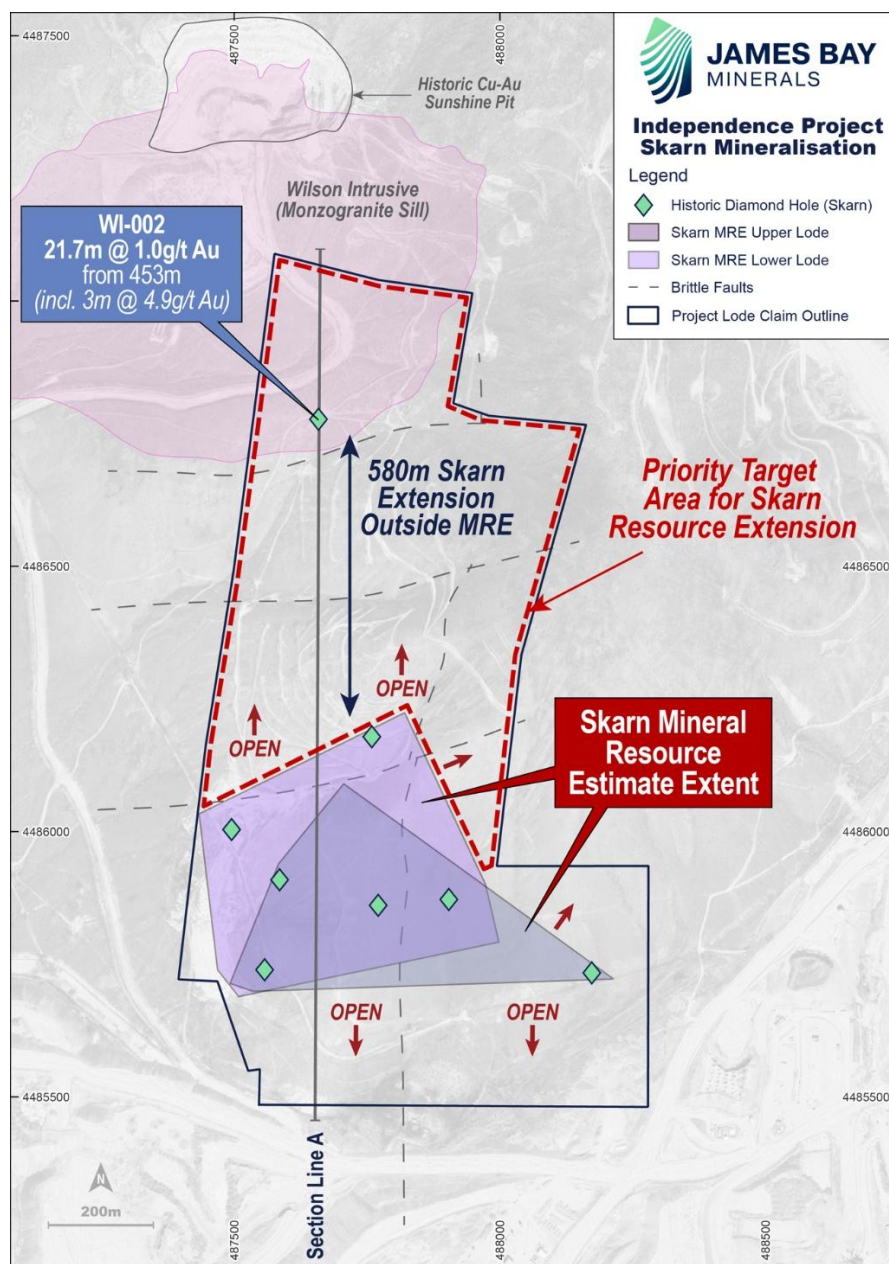 4487500
487500
488000
JAMES BAY
MINERALS
Independence Project
Skarn Mineralisation
Legend
Historic Diamond Hole (Skarn)
Skarn MRE Upper Lode
Skarn MRE Lower Lode
Brittle Faults
Project Lode Claim Outline
Historic Cu-Au
Sunshine Pit
Wilson Intrusive
(Monzogranite Sill)
WI-002
21.7m @ 1.0g/t Au
from 453m
(incl. 3m @ 4.9g/t Au)
580m Skarn
Extension
Outside MRE
Priority Target
Area for Skarn
Resource Extension
4486500
4486500
OPEN
OPEN
Skarn Mineral
Resource
Estimate Extent
4486000
4486000
OPEN
OPEN
4485500
4485500
N
200m
Section Line A
487500
488000
488500